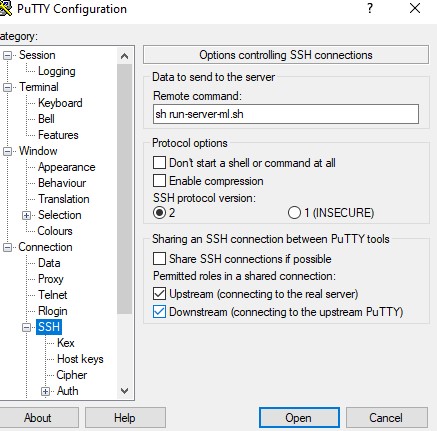 PuTTY Configuration
ategory:
Session
Logging
Terminal
Keyboard
Bell
Features
Window
Appearance
Behaviour
Translation
Selection
Colours
Connection
Data
Proxy
Telnet
Rlogin
SSH
Kex
Host keys
Cipher
Auth
Options controlling SSH connections
Data to send to the server
Remote command:
sh run-server-ml.sh
Protocol options
Don't start a shell or command at all
Enable compression
SSH protocol version:
2 1 (INSECURE)
Sharing an SSH connection between PuTTY tools
Share SSH connections if possible
Permitted roles in a shared connection:
Upstream (connecting to the real server)
Downstream (connecting to the upstream PuTTY)
About Help Open Cancel